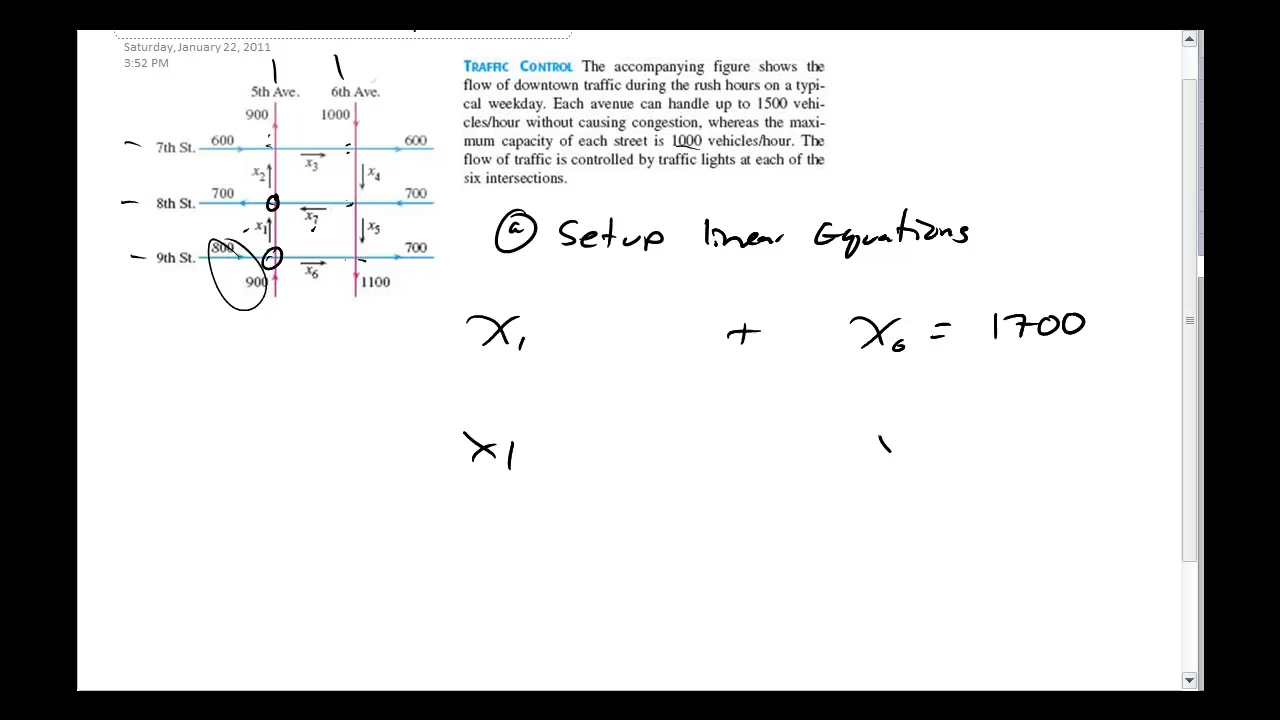 Saturday, January 22, 2011
3:52 PM
5th Ave. 6th Ave.
900 1000
7th St. 600 600
x3
x2 x4
8th St. 700 700
x7
x1 x5
9th St. 800 700
x6
900 1100
TRAFFIC CONTROL The accompanying figure shows the
flow of downtown traffic during the rush hours on a typi-
cal weekday. Each avenue can handle up to 1500 vehi-
cles/hour without causing congestion, whereas the maxi-
mum capacity of each street is 1000 vehicles/hour. The
flow of traffic is controlled by traffic lights at each of the
six intersections.
ⓐ Setup linear Equations
x1 + x6 = 1700
x1